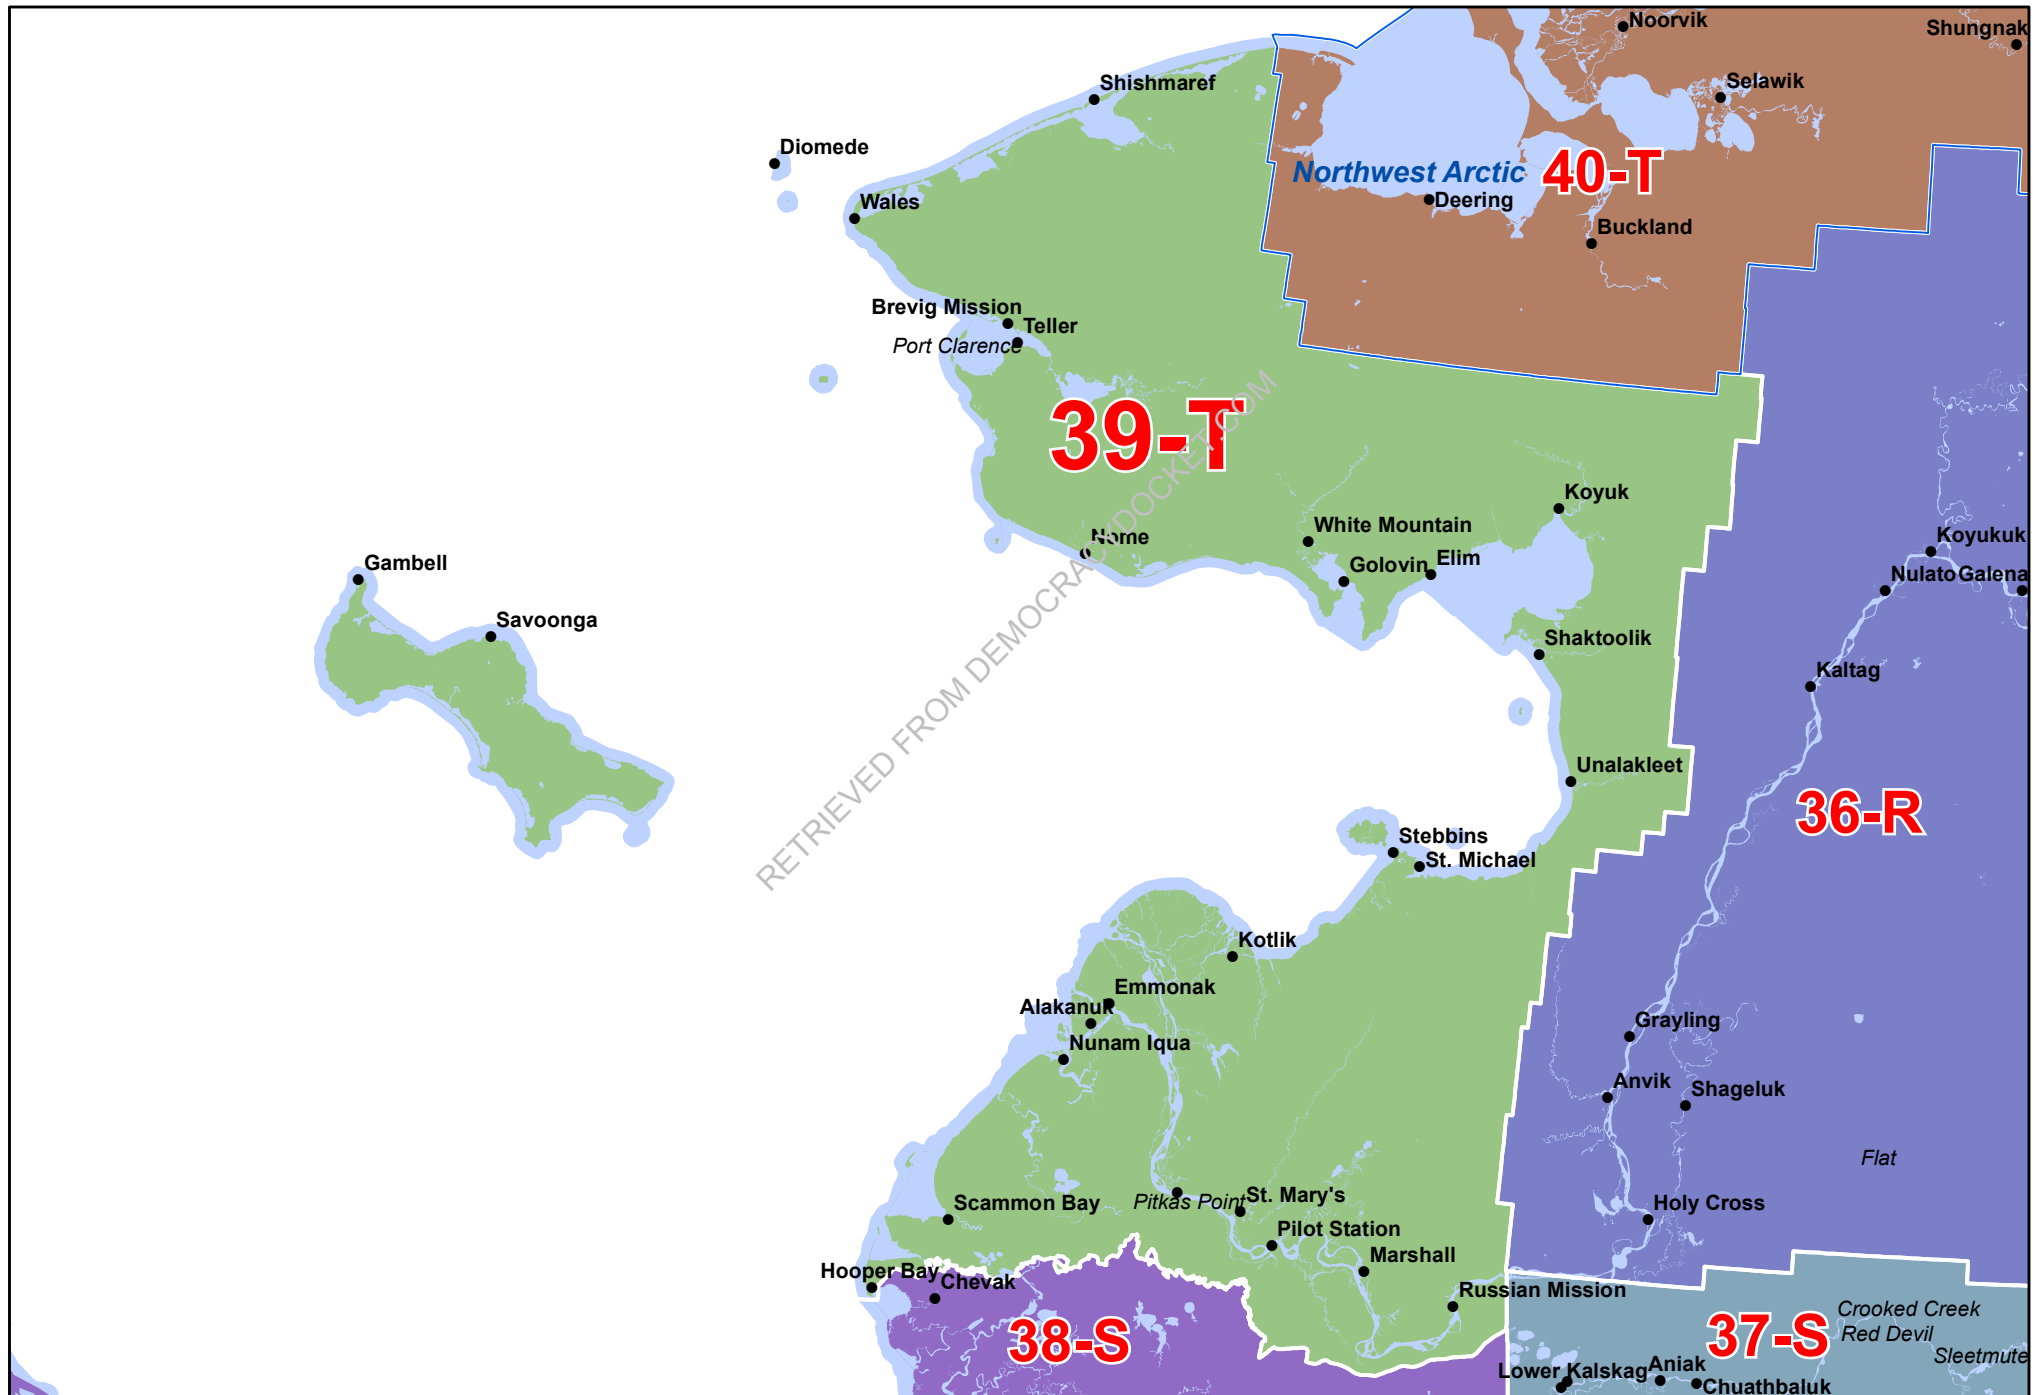 Noorvik
Shungnak
Shishmaref
Selawik
Diomede
Northwest Arctic
40-T
Wales
Deering
Buckland
Brevig Mission
Teller
Port Clarence
39-T
Koyuk
White Mountain
Nome
Koyukuk
Gambell
Golovin
Elim
Nulato
Galena
Savoonga
Shaktoolik
Kaltag
RETRIEVED FROM DEMOCRACYDOCKET.COM
Unalakleet
36-R
Stebbins
St. Michael
Kotlik
Emmonak
Alakanuk
Grayling
Nunam Iqua
Anvik
Shageluk
Flat
Scammon Bay
Pitkas Point
St. Mary's
Holy Cross
Pilot Station
Marshall
Hooper Bay
Chevak
Russian Mission
Crooked Creek
38-S
37-S
Red Devil
Sleetmute
Lower Kalskag
Aniak
Chuathbaluk